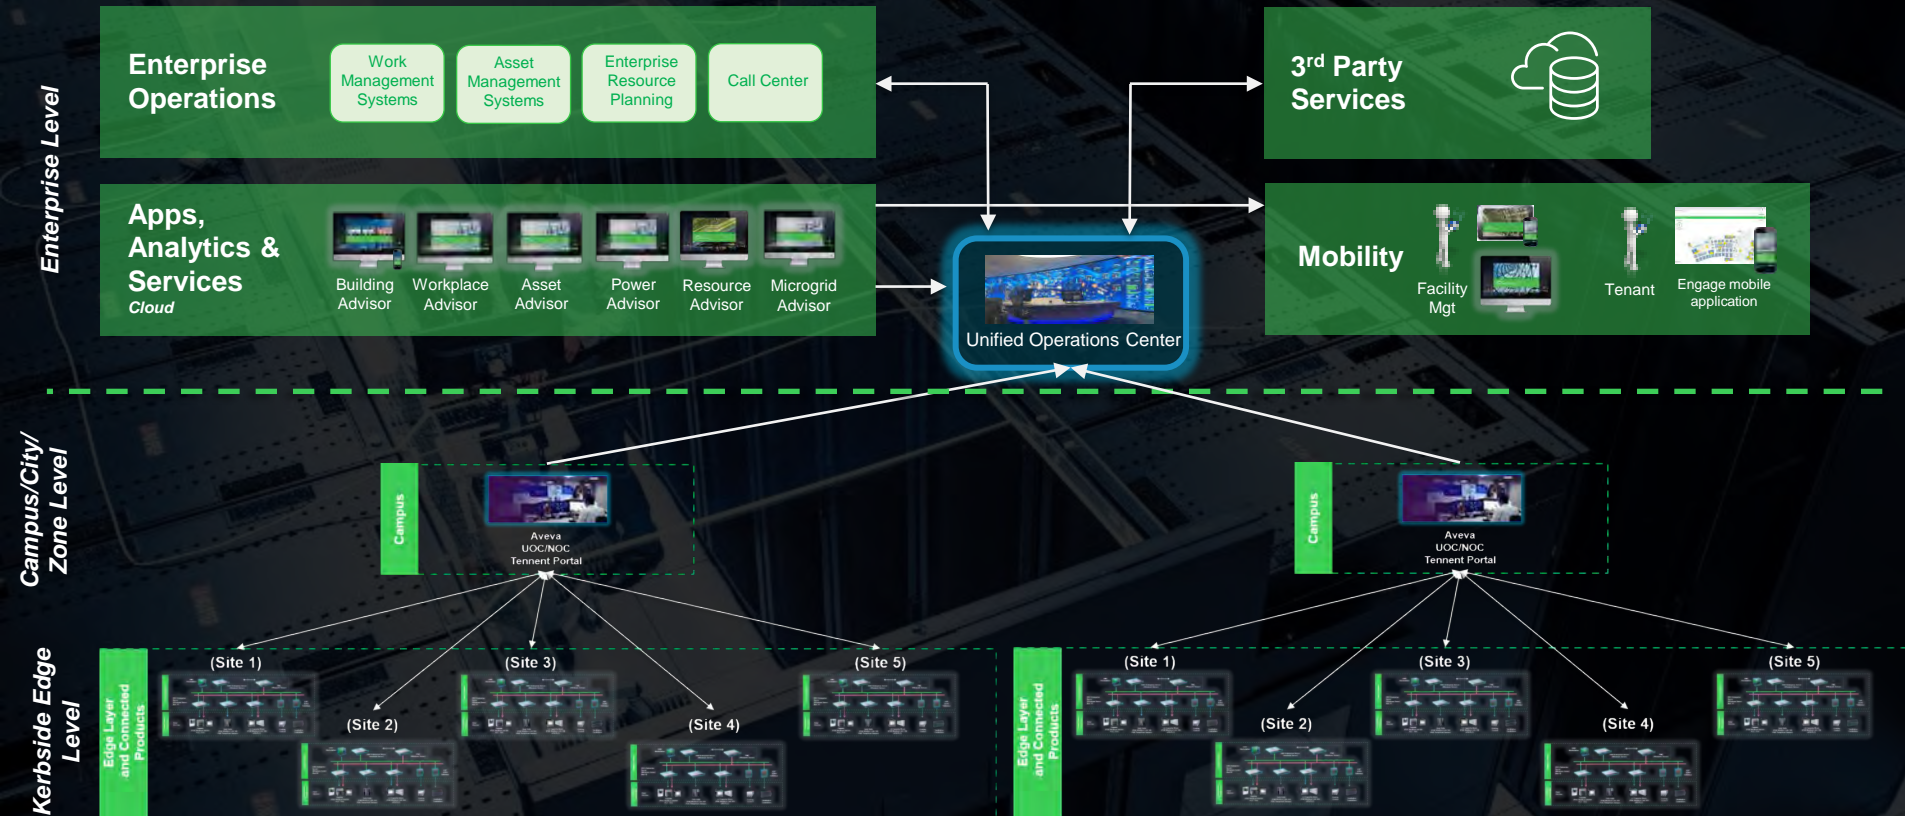 Enterprise Level
Enterprise
Operations
Work
Management
Systems
Asset
Management
Systems
Enterprise
Resource
Planning
Call Center
3rd Party
Services
Apps,
Analytics &
Services
Cloud
Building
Advisor
Workplace
Advisor
Asset
Advisor
Power
Advisor
Resource
Advisor
Microgrid
Advisor
Unified Operations Center
Mobility
Facility
Mgt
Tenant
Engage mobile
application
Campus/City/
Zone Level
Campus
Aveva
UOC/NOC
Tennent Portal
Campus
Aveva
UOC/NOC
Tennent Portal
Kerbside Edge
Level
Edge Layer
and Connected
Products
(Site 1)
(Site 2)
(Site 3)
(Site 4)
(Site 5)
Edge Layer
and Connected
Products
(Site 1)
(Site 2)
(Site 3)
(Site 4)
(Site 5)